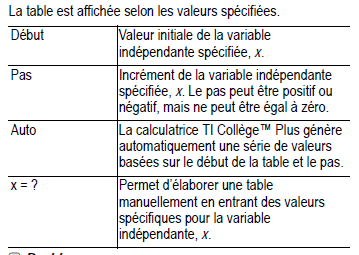 La table est affichée selon les valeurs spécifiées.
Début Valeur initiale de la variable
indépendante spécifiée, x.
Pas Incrément de la variable indépendante
spécifiée, x. Le pas peut être positif ou
négatif, mais ne peut être égal à zéro.
Auto La calculatrice TI Collège™ Plus génère
automatiquement une série de valeurs
basées sur le début de la table et le pas.
x = ? Permet d'élaborer une table
manuellement en entrant des valeurs
spécifiques pour la variable
indépendante, x.